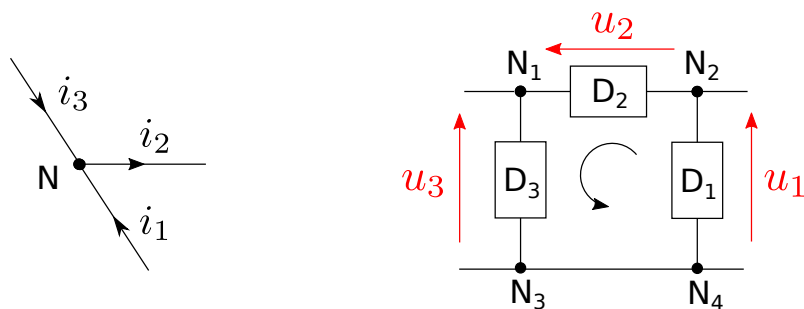 i₃
i₂
N
i₁
u₂
N₁
N₂
D₂
u₃
D₃
D₁
u₁
N₃
N₄